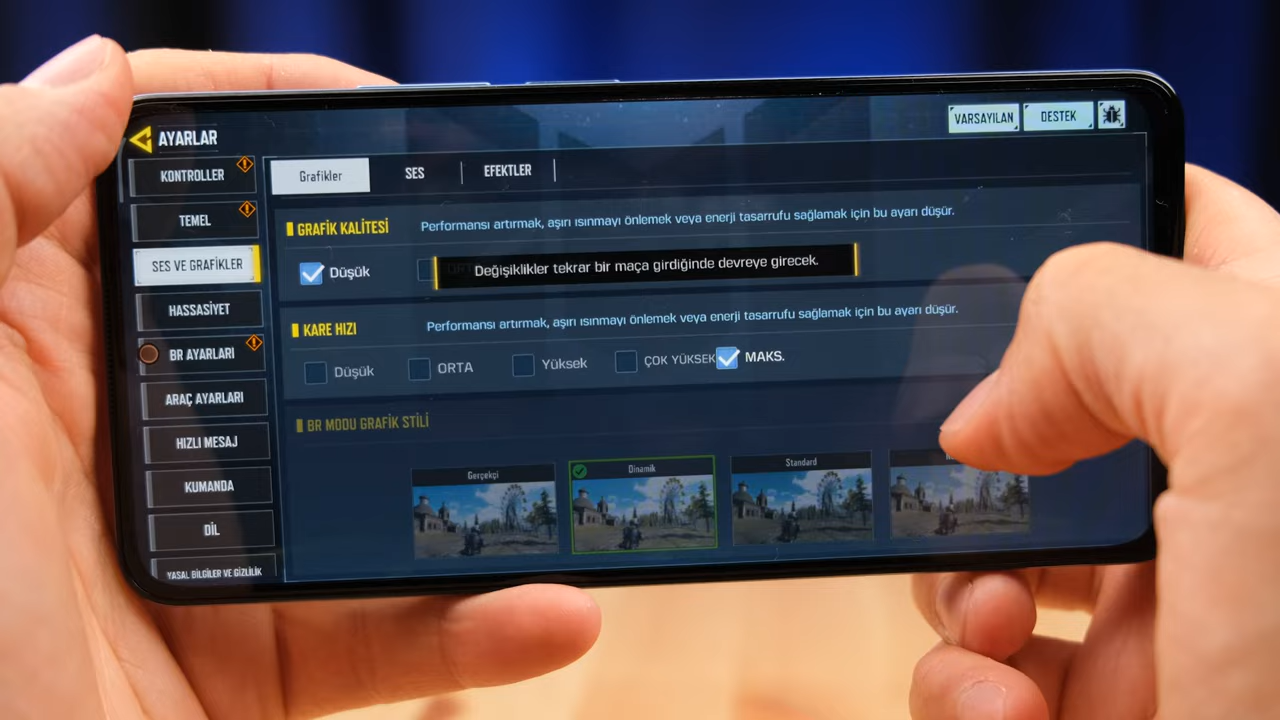 AYARLAR
VARSAYILAN
DESTEK
KONTROLLER
TEMEL
SES VE GRAFİKLER
HASSASİYET
BR AYARLARI
ARAÇ AYARLARI
HIZLI MESAJ
KUMANDA
DİL
YASAL BİLGİLER VE GİZLİLİK
Grafikler
SES
EFEKTLER
GRAFİK KALİTESİ
Performansı artırmak, aşırı ısınmayı önlemek veya enerji tasarrufu sağlamak için bu ayarı düşür.
Düşük
Değişiklikler tekrar bir maça girdiğinde devreye girecek.
KARE HIZI
Performansı artırmak, aşırı ısınmayı önlemek veya enerji tasarrufu sağlamak için bu ayarı düşür.
Düşük
ORTA
Yüksek
ÇOK YÜKSEK
MAKS.
BR MODU GRAFİK STİLİ
Gerçekçi
Dinamik
Standard